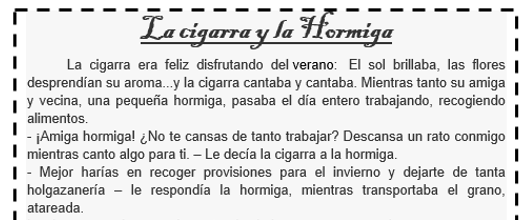 La cigarra y la Hormiga
La cigarra era feliz disfrutando del verano: El sol brillaba, las flores
desprendían su aroma...y la cigarra cantaba y cantaba. Mientras tanto su amiga
y vecina, una pequeña hormiga, pasaba el día entero trabajando, recogiendo
alimentos.
- ¡Amiga hormiga! ¿No te cansas de tanto trabajar? Descansa un rato conmigo
mientras canto algo para ti. – Le decía la cigarra a la hormiga.
- Mejor harías en recoger provisiones para el invierno y dejarte de tanta
holgazanería – le respondía la hormiga, mientras transportaba el grano,
atareada.